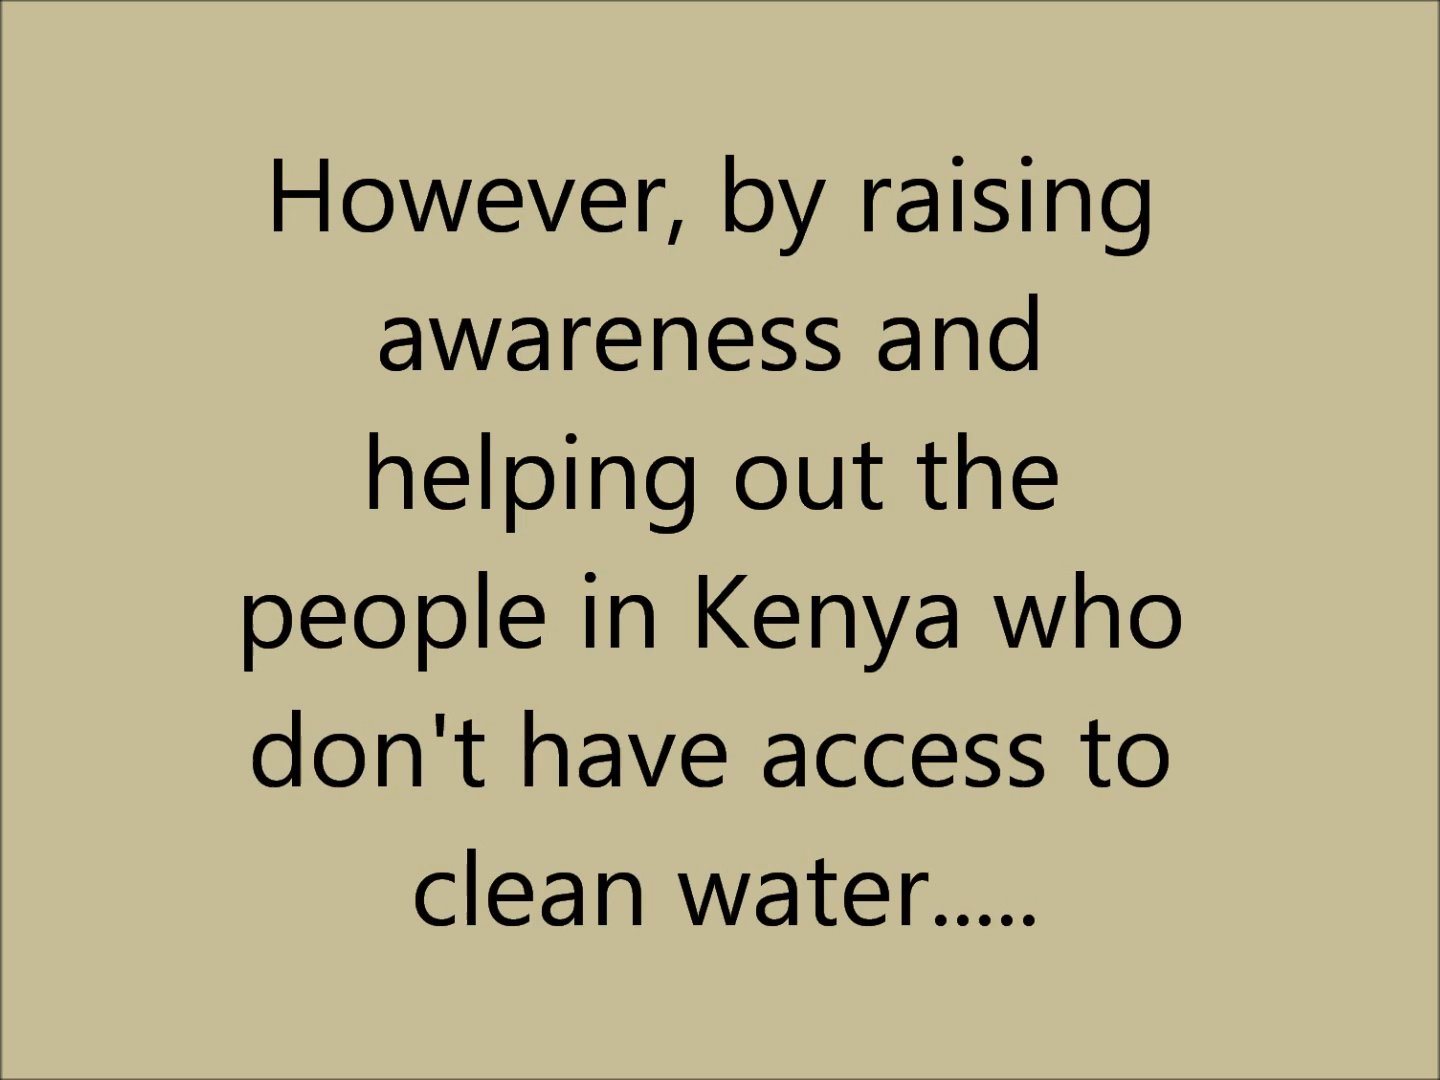 However, by raising
awareness and
helping out the
people in Kenya who
don't have access to
clean water.....